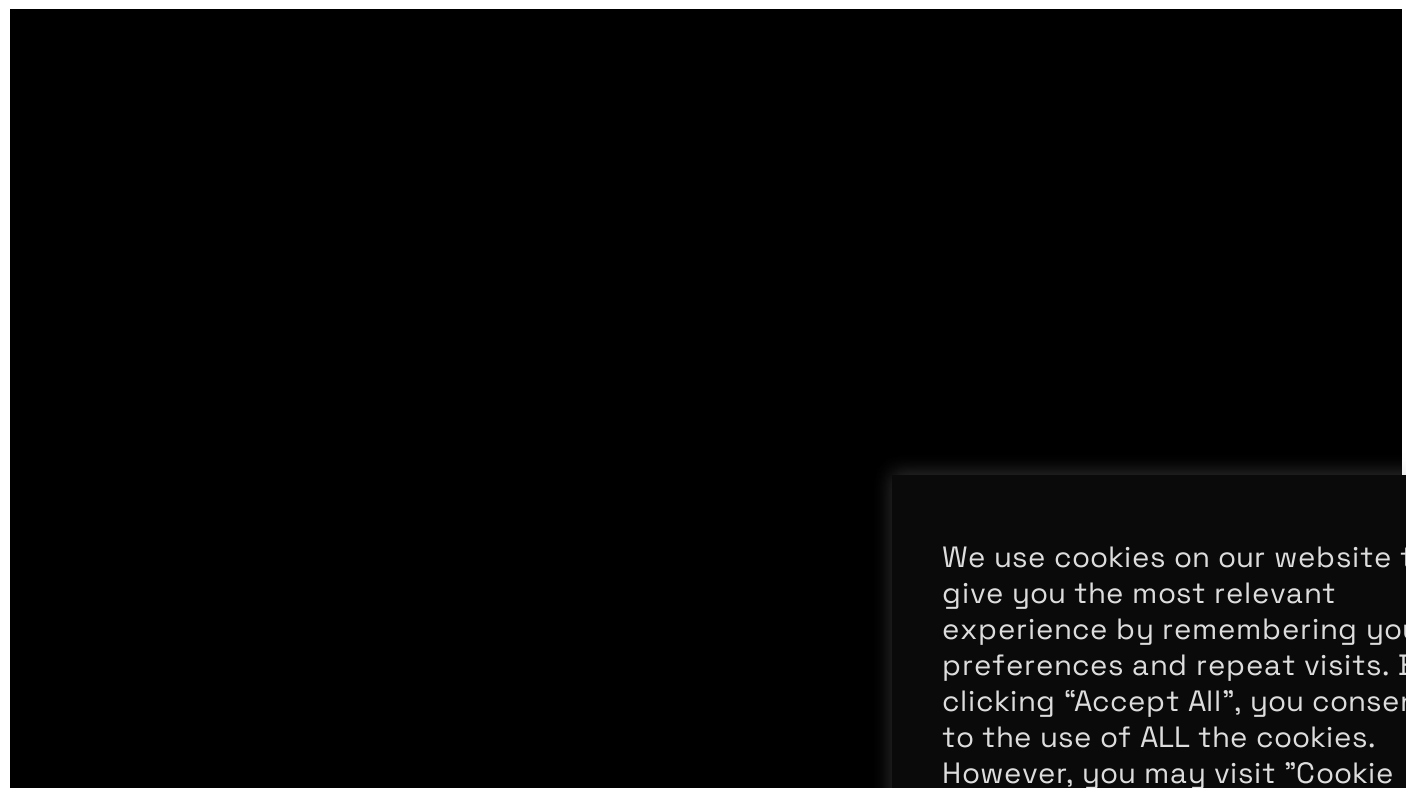 We use cookies on our website
give you the most relevant
experience by remembering
preferences and repeat visits.
clicking “Accept All”, you
to the use of ALL the cookies.
However, you may visit ”Cookie